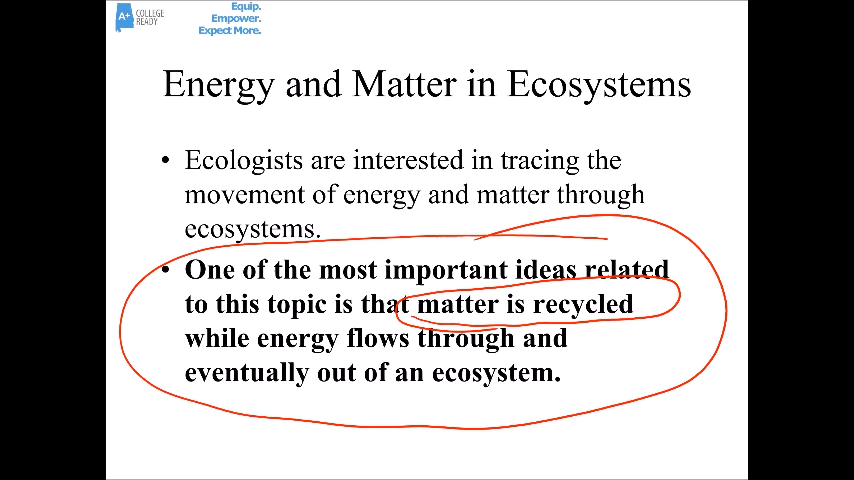 A+ COLLEGE
READY
Equip.
Empower.
Expect More.
Energy and Matter in Ecosystems
• Ecologists are interested in tracing the
movement of energy and matter through
ecosystems.
• One of the most important ideas related
to this topic is that matter is recycled
while energy flows through and
eventually out of an ecosystem.